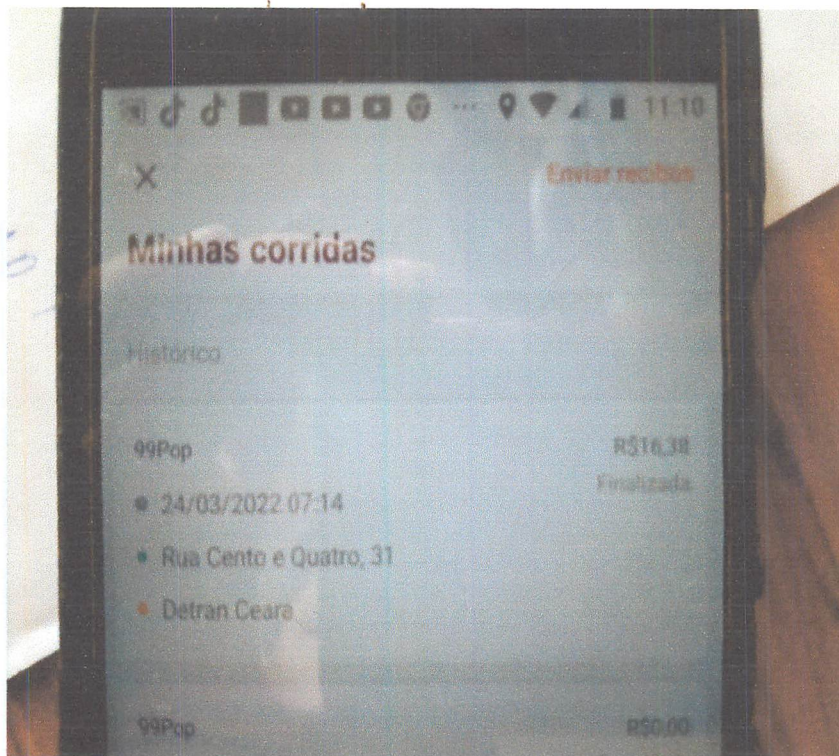 11:10
Enviar recibos
Minhas corridas
Histórico
99Pop R$16,38
Finalizada
24/03/2022 07:14
Rua Cento e Quatro, 31
Detran Ceara
99Pop R$0,00